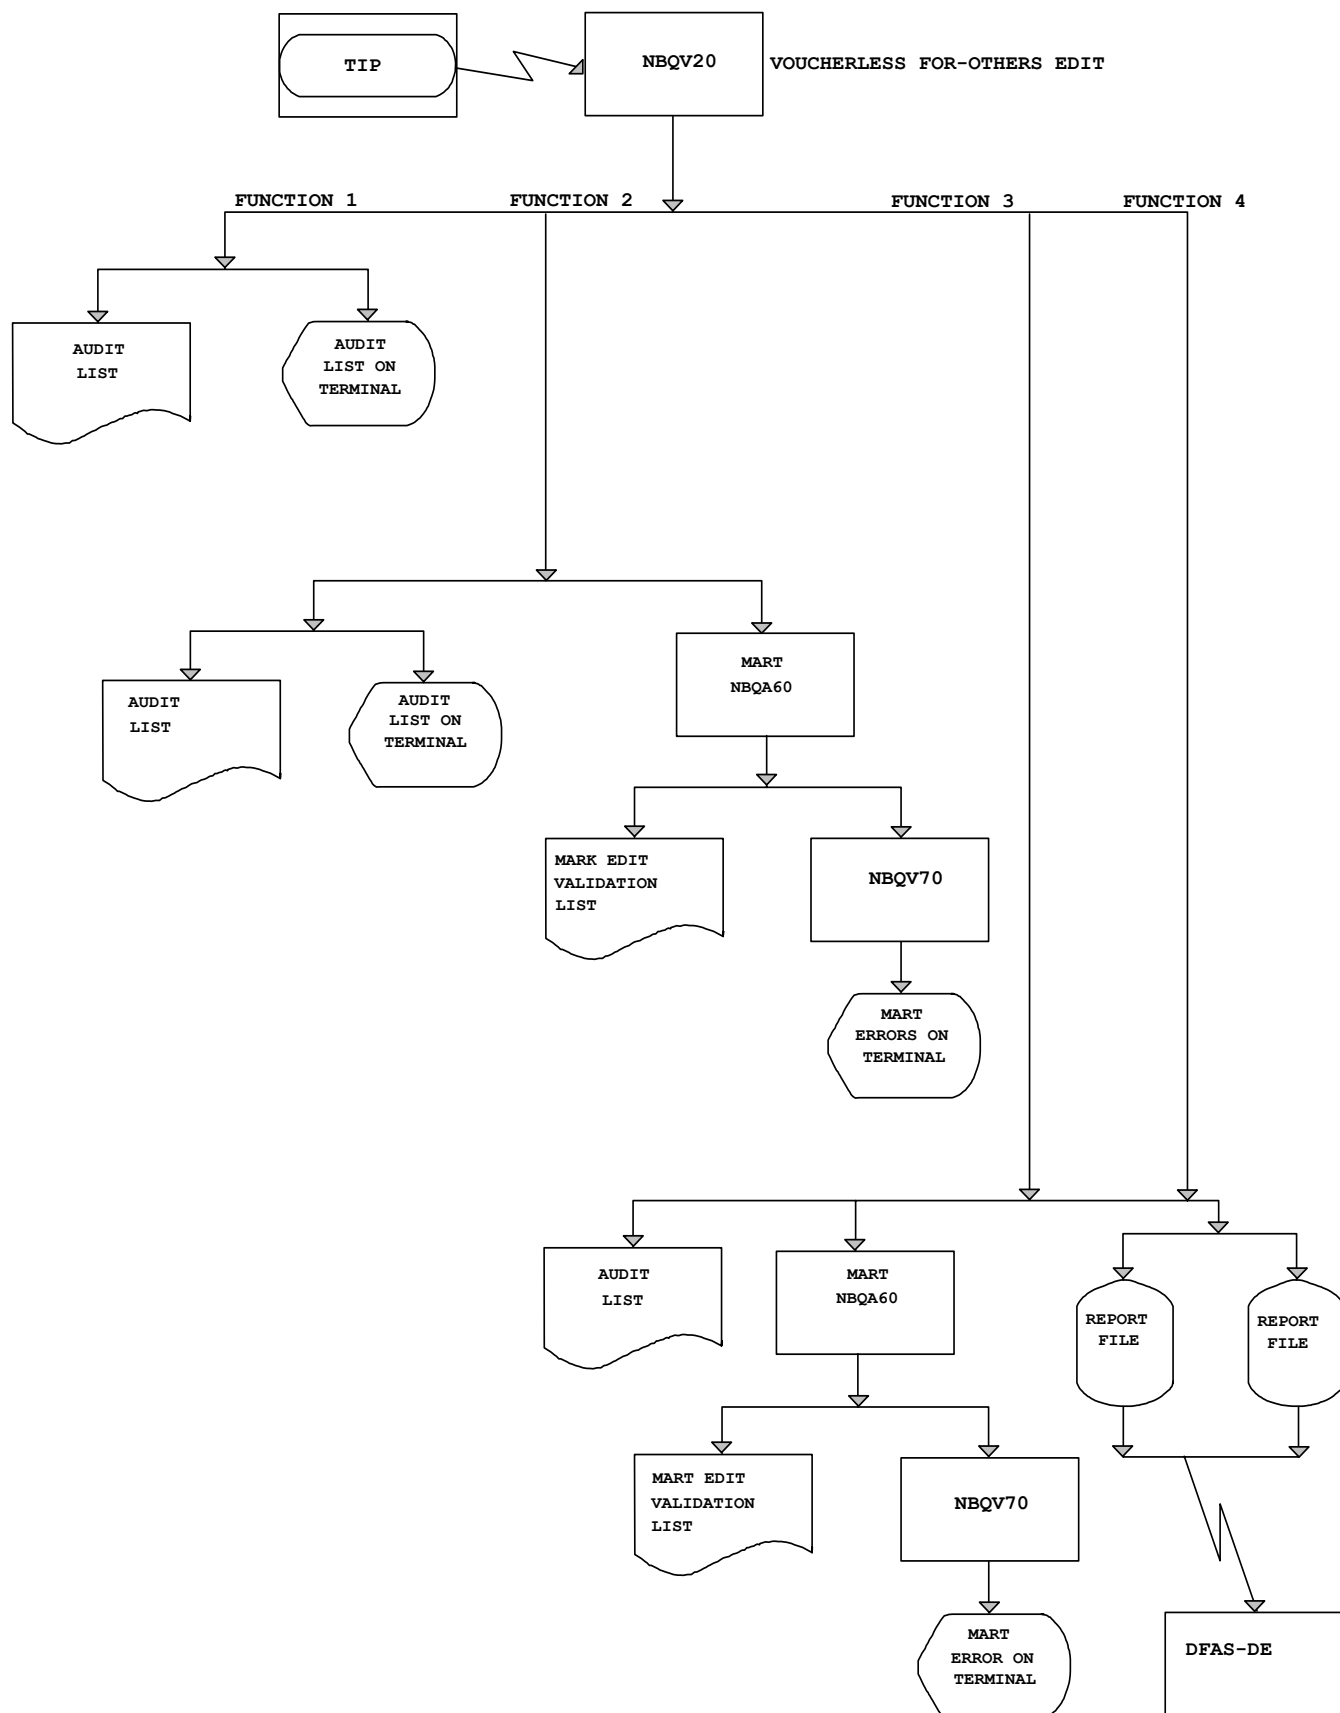 TIP
NBQV20
VOUCHERLESS FOR-OTHERS EDIT
FUNCTION 1
FUNCTION 2
FUNCTION 3
FUNCTION 4
AUDIT
LIST
AUDIT
LIST ON
TERMINAL
AUDIT
LIST
AUDIT
LIST ON
TERMINAL
MART
NBQA60
MARK EDIT
VALIDATION
LIST
NBQV70
MART
ERRORS ON
TERMINAL
AUDIT
LIST
MART
NBQA60
REPORT
FILE
REPORT
FILE
MART EDIT
VALIDATION
LIST
NBQV70
MART
ERROR ON
TERMINAL
DFAS-DE